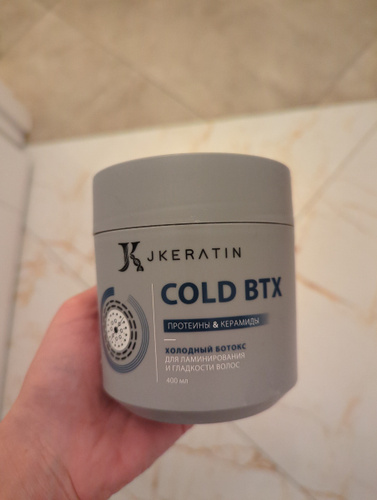 JKERATIN
COLD BTX
ПРОТЕИНЫ & КЕРАМИДЫ
ХОЛОДНЫЙ БОТОКС
ДЛЯ ЛАМИНИРОВАНИЯ
И ГЛАДКОСТИ ВОЛОС
400 мл